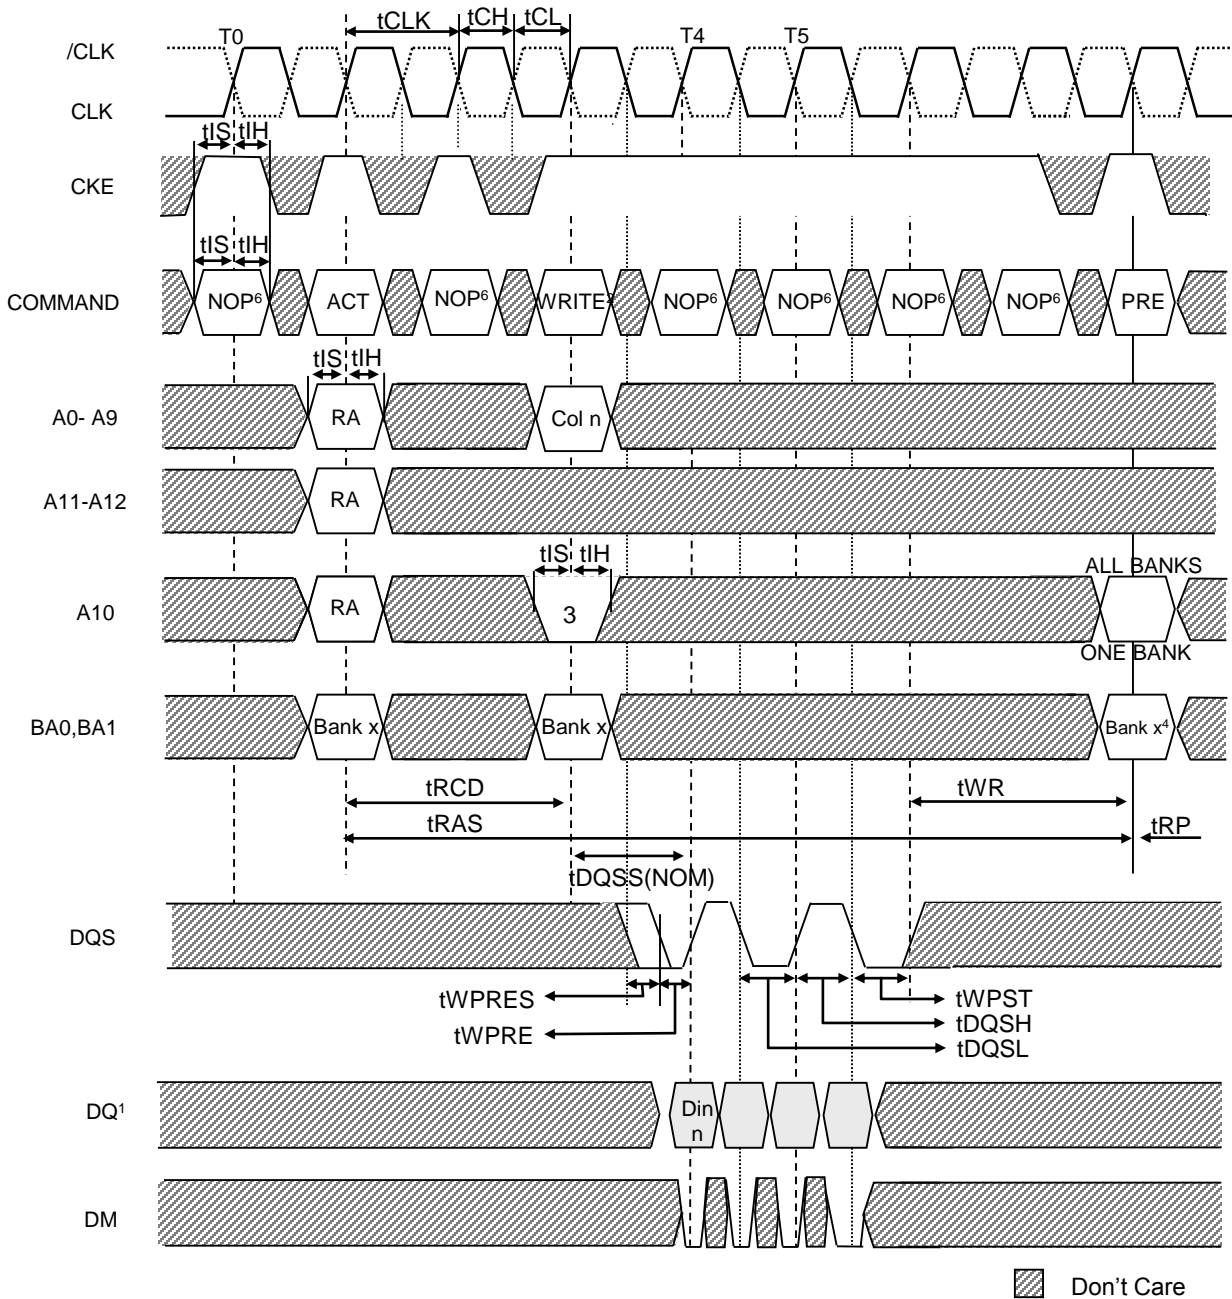 tCLK tCH tCL
T0 T4 T5
/CLK
CLK
tIS tIH
CKE
tIS tIH
COMMAND NOP6 ACT NOP6 WRITE2 NOP6 NOP6 NOP6 NOP6 PRE
tIS tIH
A0- A9 RA Col n
A11-A12 RA
tIS tIH
ALL BANKS
A10 RA 3
ONE BANK
BA0,BA1 Bank x Bank x Bank x4
tRCD tWR
tRAS tRP
tDQSS(NOM)
DQS
tWPRES tWPST
tWPRE tDQSH
tDQSL
DQ1 Din
n
DM
Don't Care